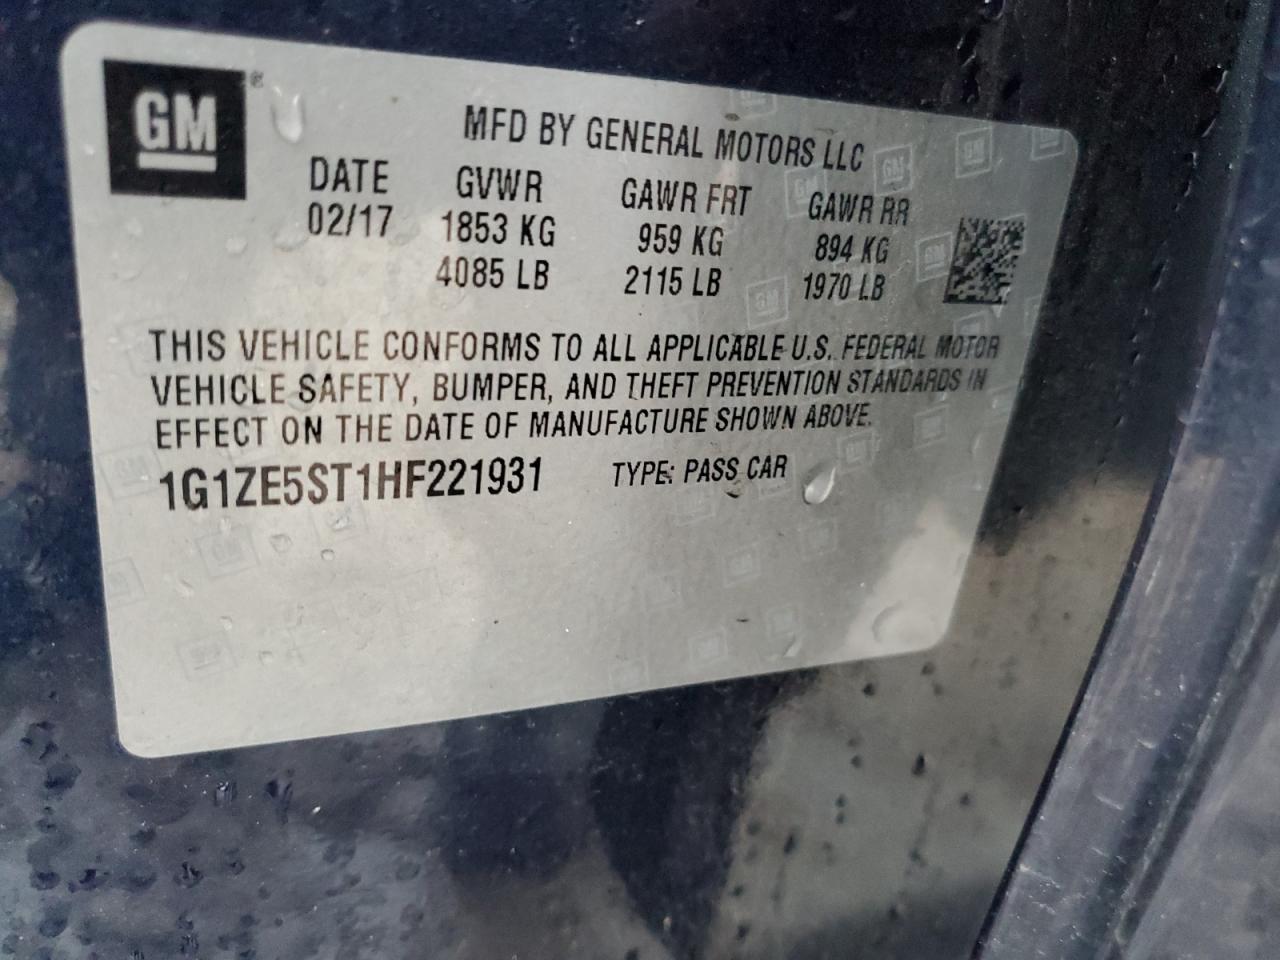 GM
MFD BY GENERAL MOTORS LLC
DATE GVWR GAWR FRT GAWR RR
02/17 1853 KG 959 KG 894 KG
4085 LB 2115 LB 1970 LB
THIS VEHICLE CONFORMS TO ALL APPLICABLE U.S. FEDERAL MOTOR
VEHICLE SAFETY, BUMPER, AND THEFT PREVENTION STANDARDS IN
EFFECT ON THE DATE OF MANUFACTURE SHOWN ABOVE.
1G1ZE5ST1HF221931 TYPE: PASS CAR